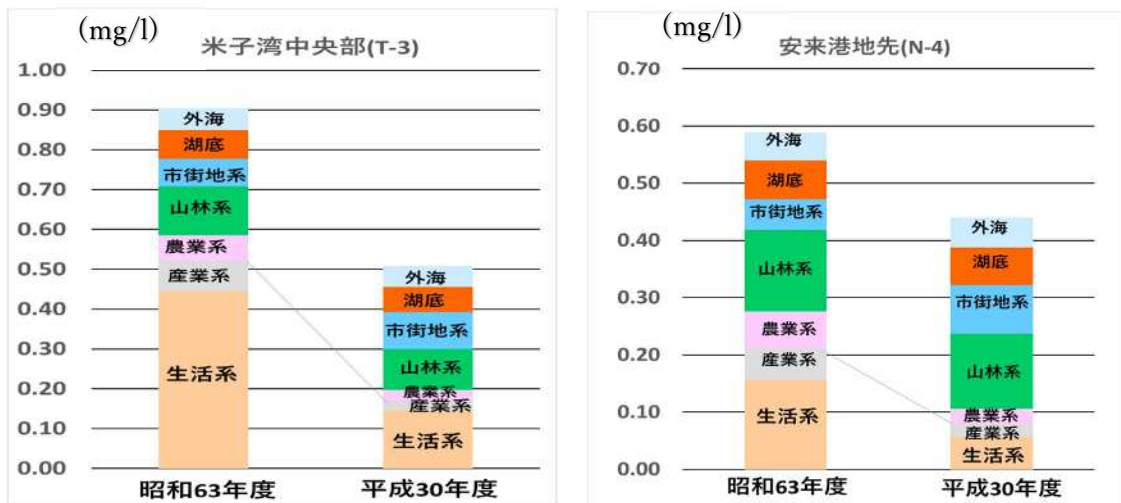 (mg/l)
米子湾中央部(T-3)
1.00
0.90
0.80
0.70
0.60
0.50
0.40
0.30
0.20
0.10
0.00
外海
湖底
市街地系
山林系
農業系
産業系
生活系
外海
湖底
市街地系
山林系
農業系
産業系
生活系
昭和63年度
平成30年度
(mg/l)
安来港地先(N-4)
0.70
0.60
0.50
0.40
0.30
0.20
0.10
0.00
外海
湖底
市街地系
山林系
農業系
産業系
生活系
外海
湖底
市街地系
山林系
農業系
産業系
生活系
昭和63年度
平成30年度